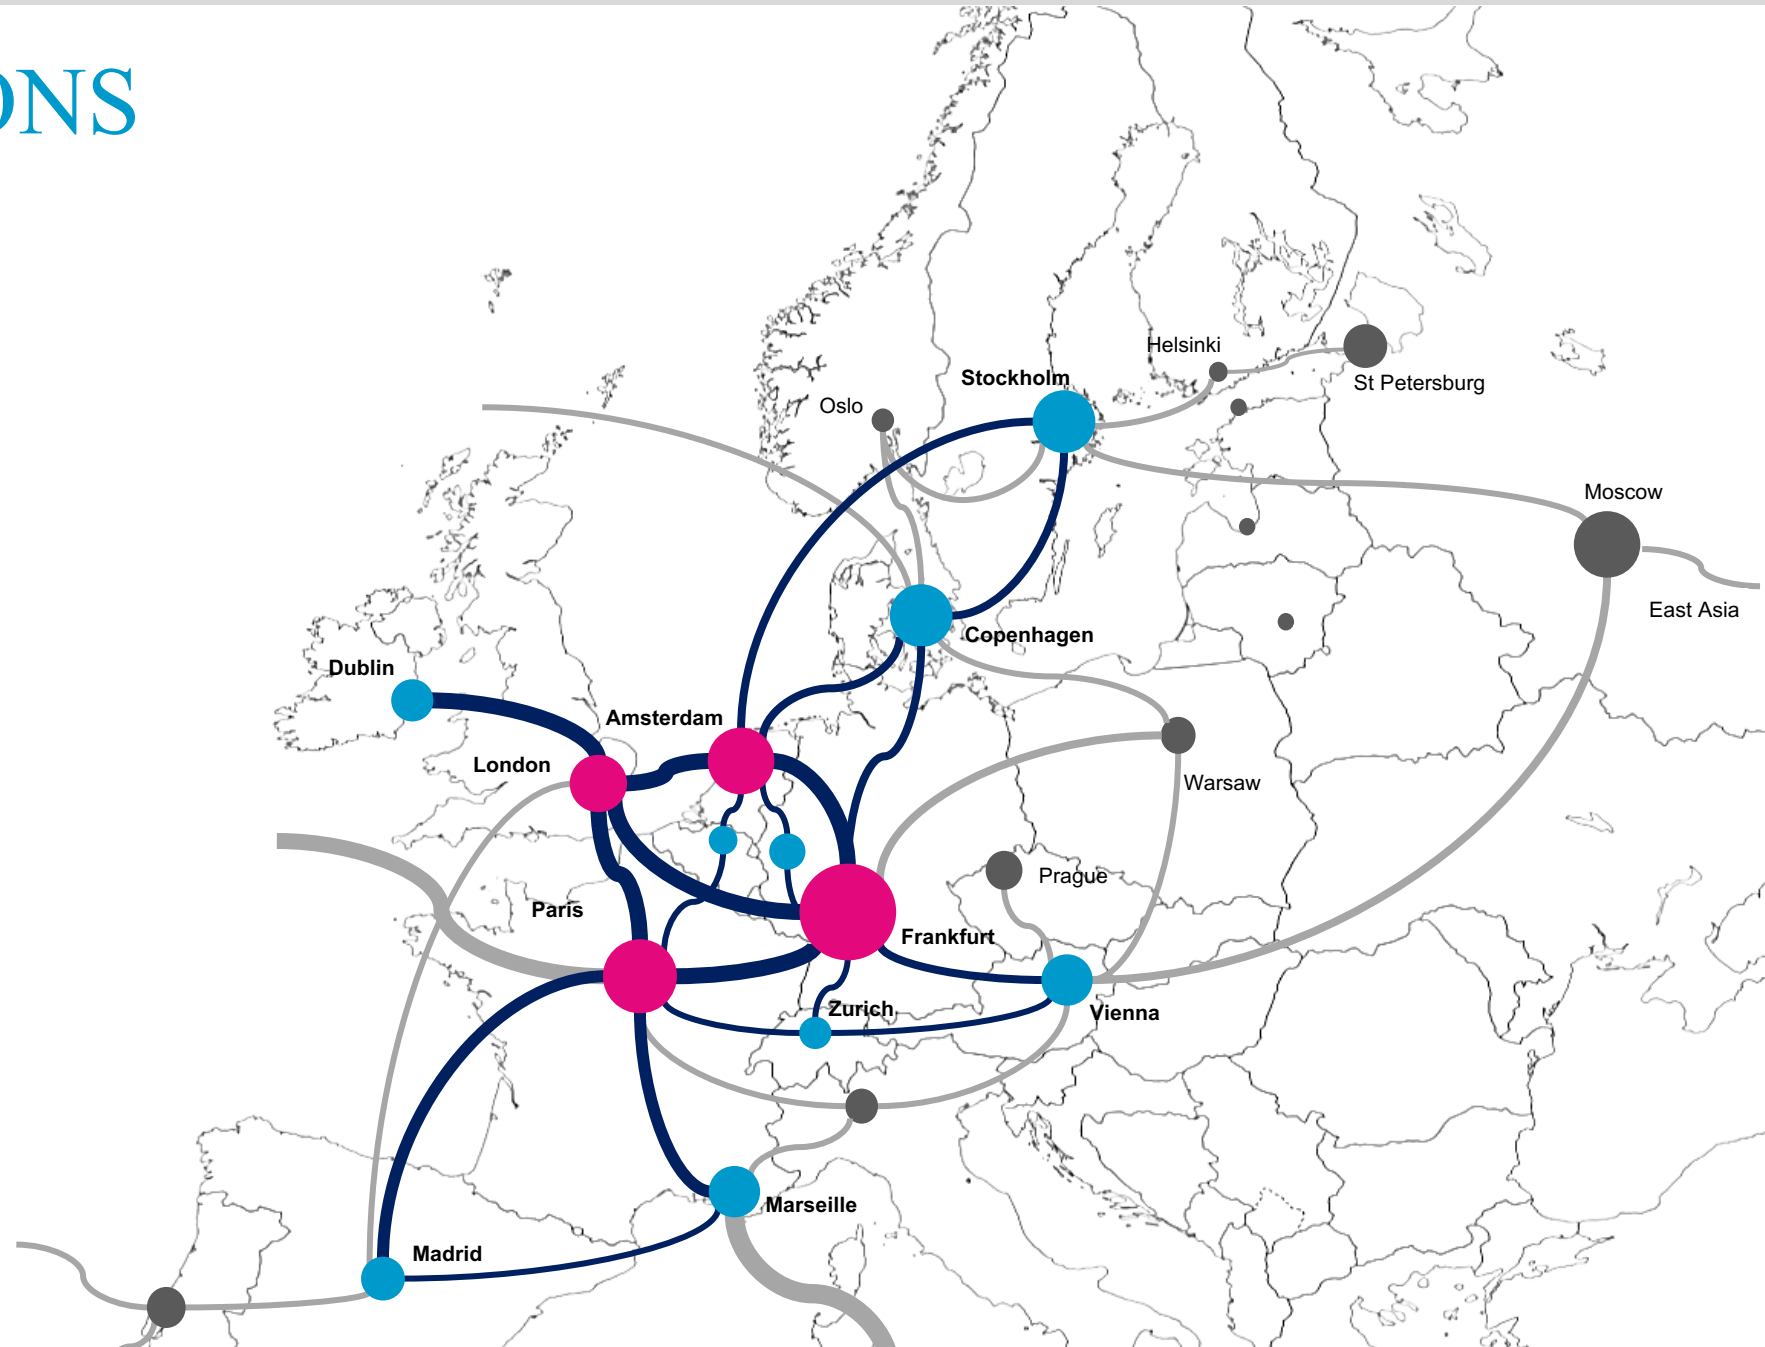 ONS
Helsinki
Stockholm
St Petersburg
Oslo
Moscow
East Asia
Copenhagen
Dublin
Amsterdam
London
Warsaw
Prague
Paris
Frankfurt
Zurich
Vienna
Marseille
Madrid